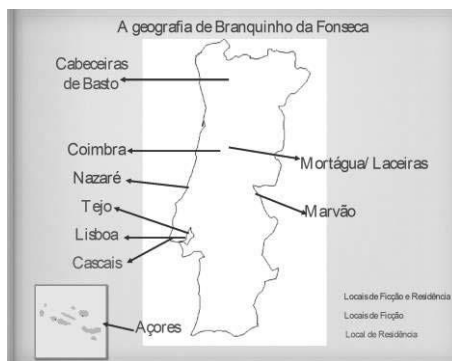 A geografia de Branquinho da Fonseca
Cabeceiras
de Basto
Coimbra
Mortágua/ Laceiras
Nazaré
Marvão
Tejo
Lisboa
Cascais
Açores
Locais de Ficção e Residência
Locais de Ficção
Local de Residência